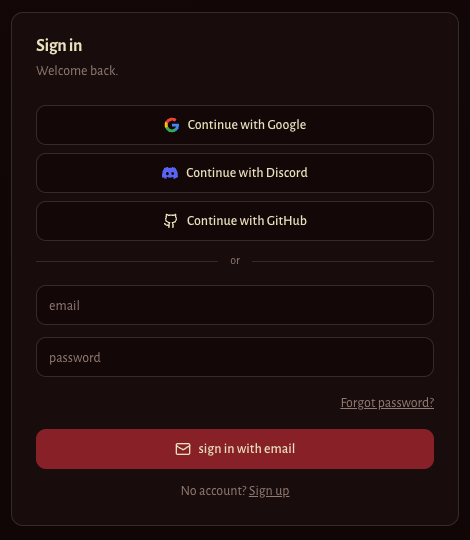 Sign in
Welcome back.
Continue with Google
Continue with Discord
Continue with GitHub
or
email
password
Forgot password?
sign in with email
No account? Sign up